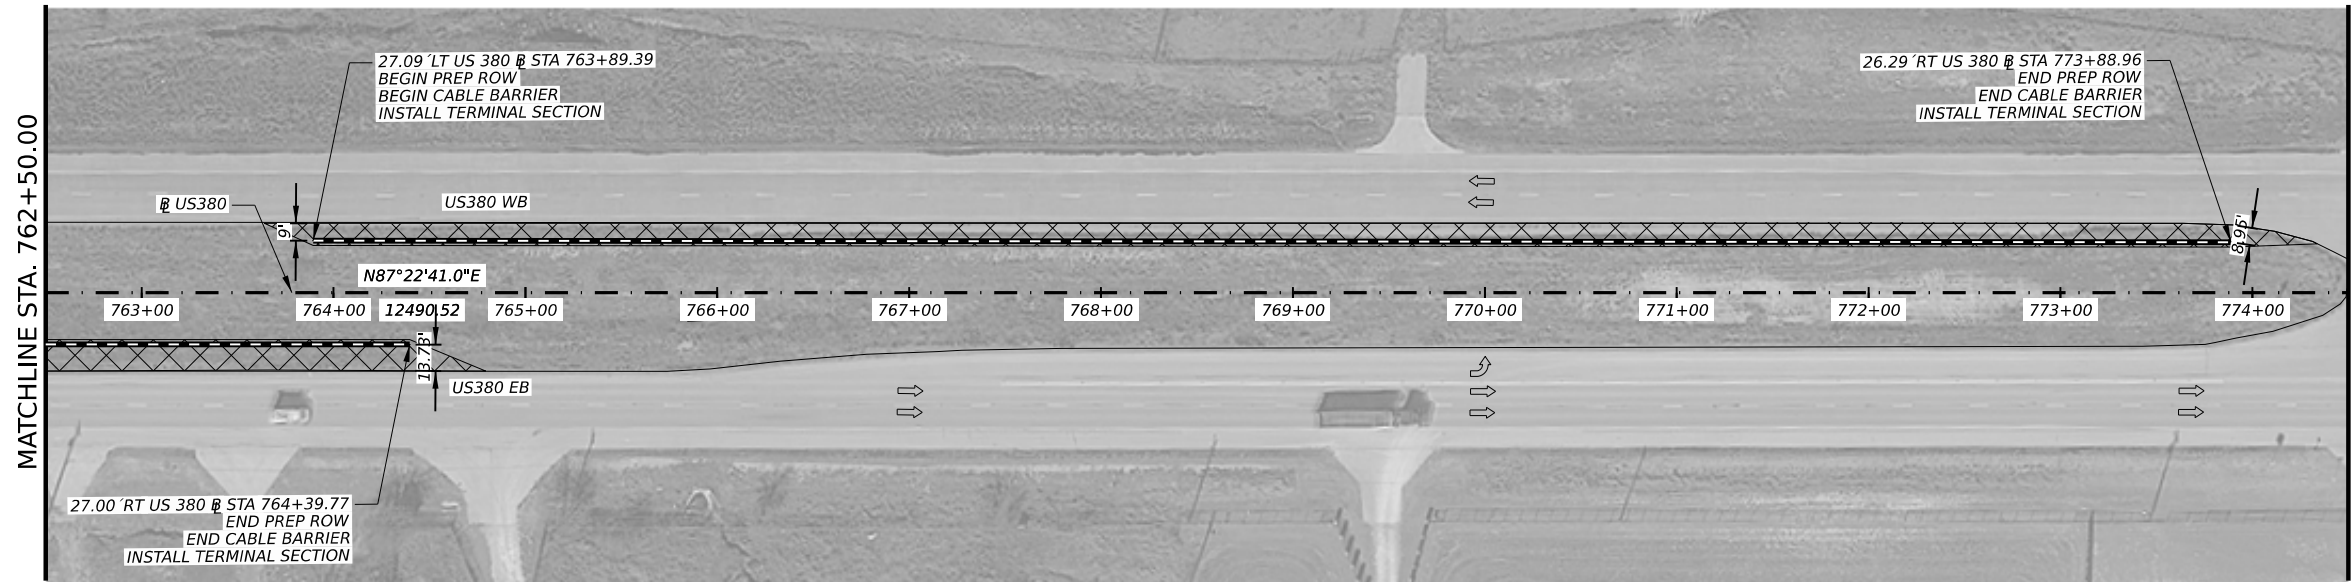 MATCHLINE STA. 762+50.00
27.09´LT US 380 ℄ STA 763+89.39
BEGIN PREP ROW
BEGIN CABLE BARRIER
INSTALL TERMINAL SECTION
26.29´RT US 380 ℄ STA 773+88.96
END PREP ROW
END CABLE BARRIER
INSTALL TERMINAL SECTION
℄ US380
US380 WB
9'
8.95'
N87°22'41.0"E
12490.52
763+00
764+00
765+00
766+00
767+00
768+00
769+00
770+00
771+00
772+00
773+00
774+00
13.73'
US380 EB
27.00´RT US 380 ℄ STA 764+39.77
END PREP ROW
END CABLE BARRIER
INSTALL TERMINAL SECTION